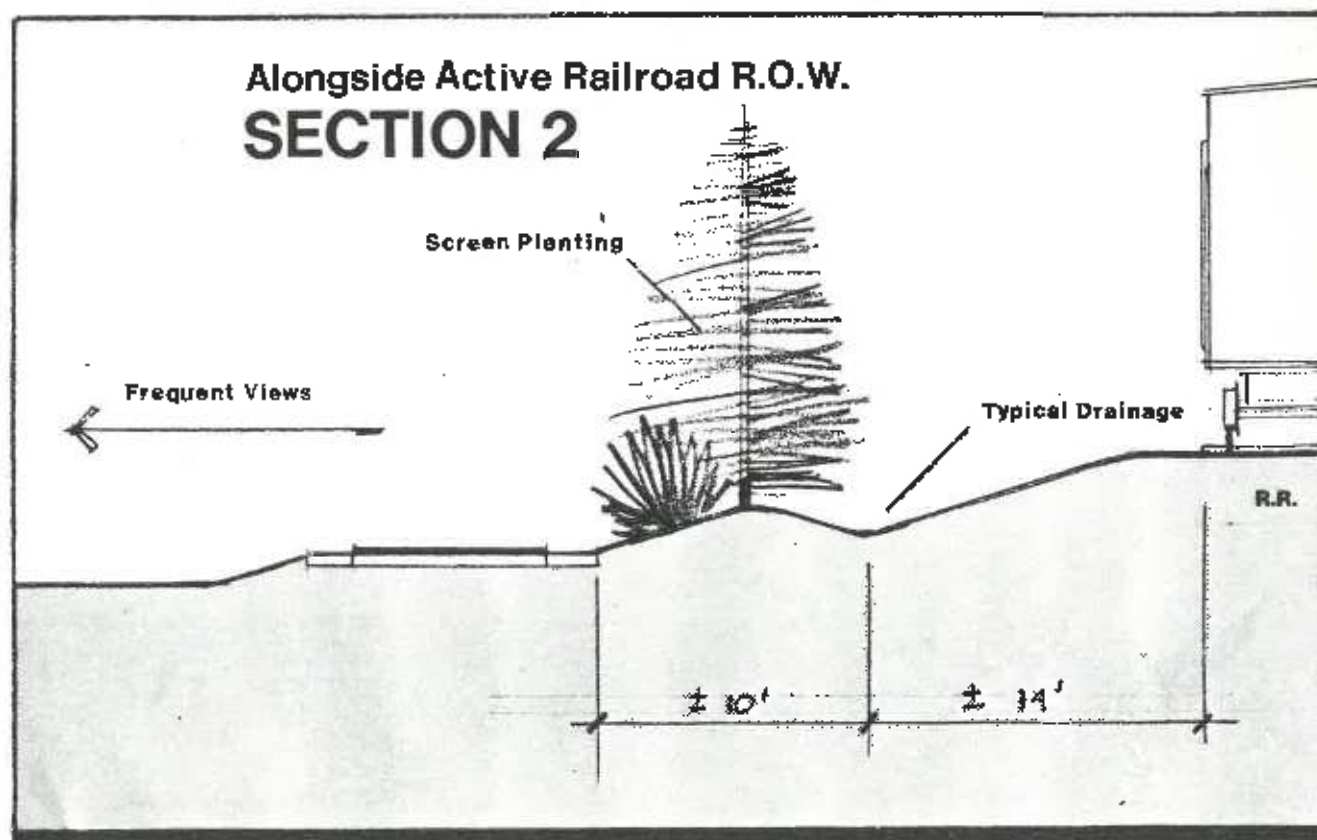 Alongside Active Railroad R.O.W.
SECTION 2
Screen Planting
Frequent Views
Typical Drainage
R.R.
± 10'
± 14'